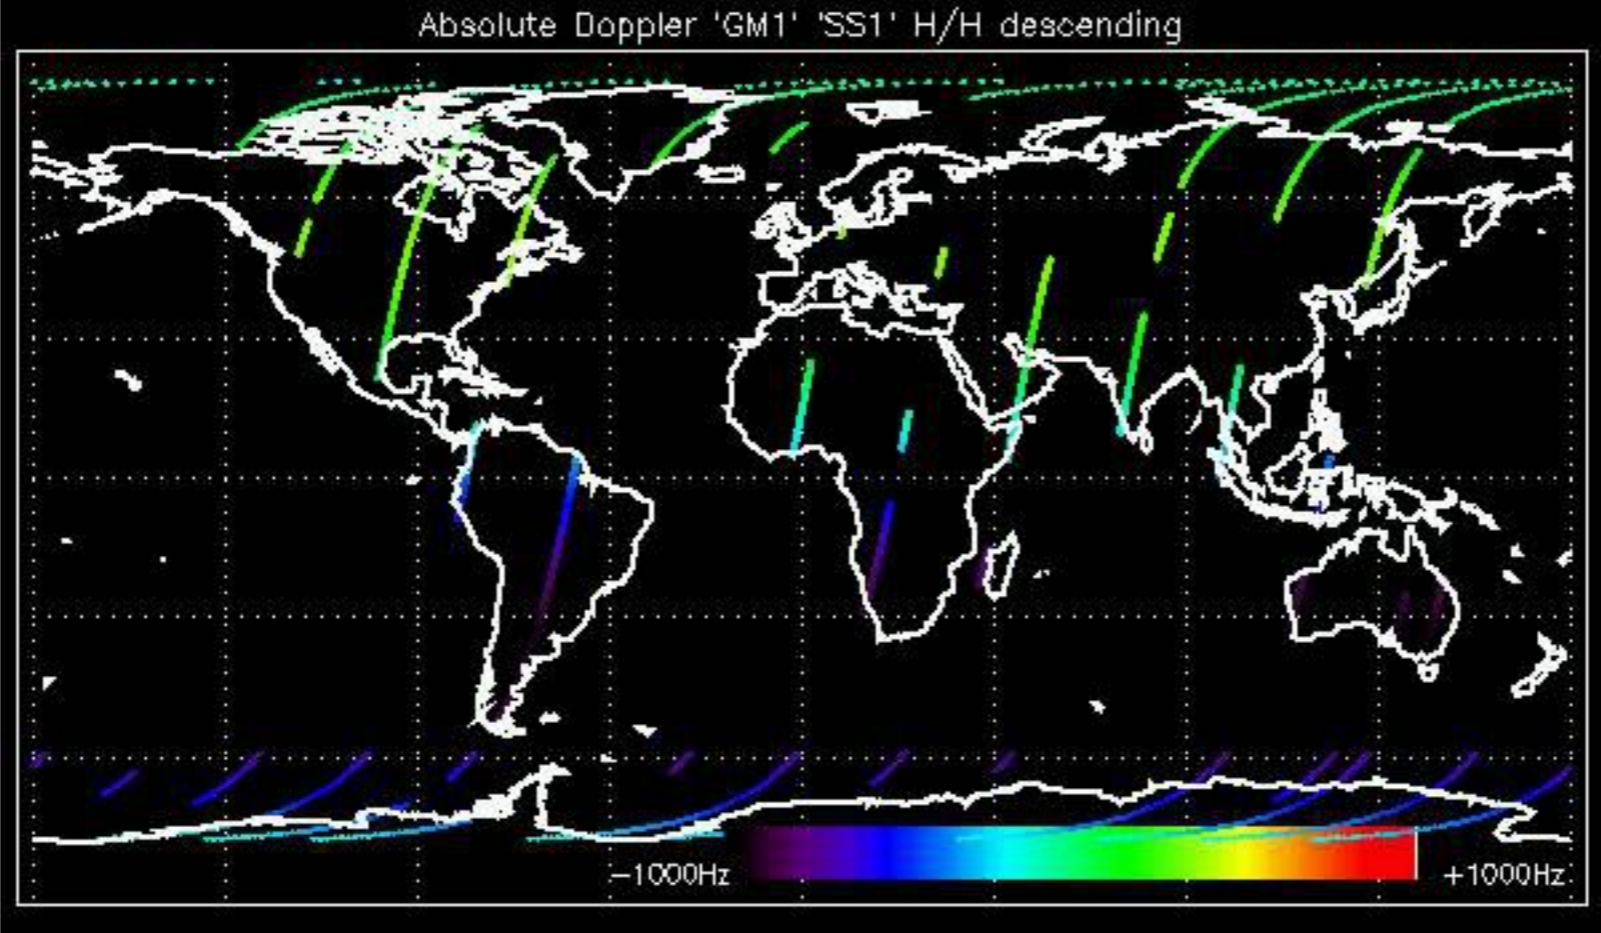 Absolute Doppler 'GM1' 'SS1' H/H descending
−1000Hz +1000Hz